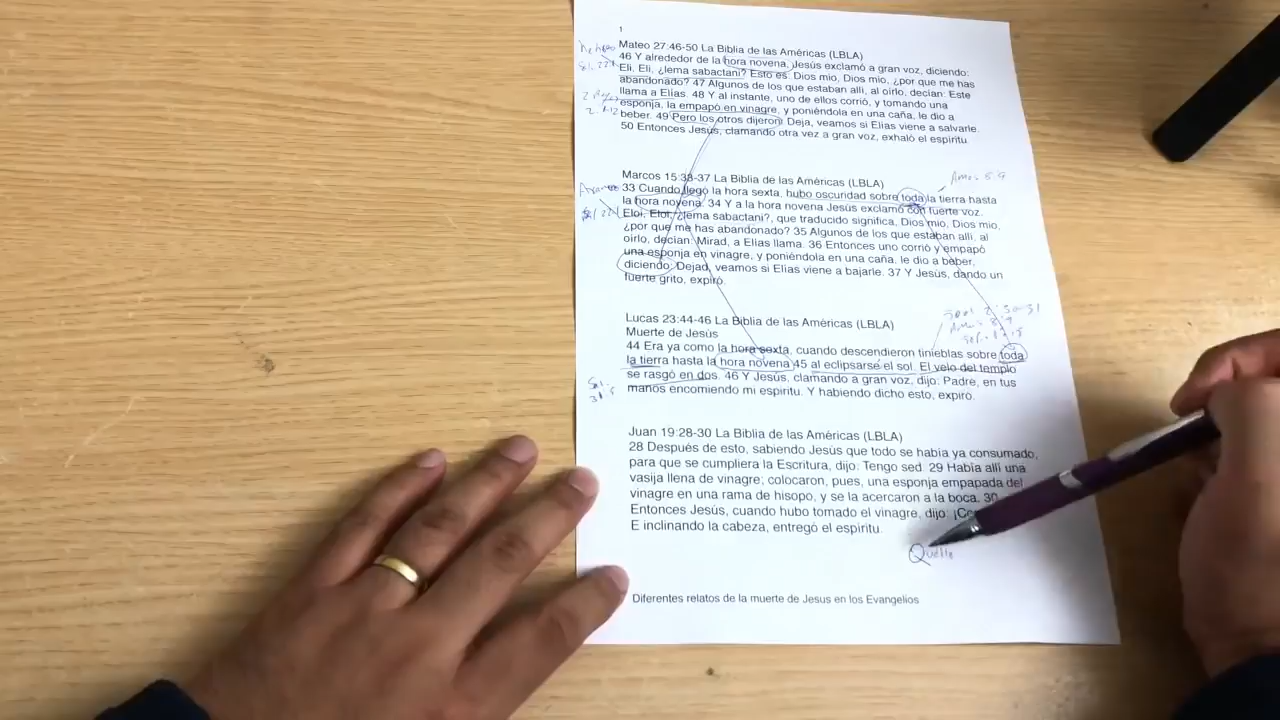 1
Mateo 27:46-50 La Biblia de las Américas (LBLA)
46 Y alrededor de la hora novena, Jesús exclamó a gran voz, diciendo:
Eli, Eli, ¿lema sabactani? Esto es: Dios mío, Dios mío, ¿por qué me has
abandonado? 47 Algunos de los que estaban allí, al oírlo, decían: Este
llama a Elías. 48 Y al instante, uno de ellos corrió, y tomando una
esponja, la empapó en vinagre, y poniéndola en una caña, le dio a
beber. 49 Pero los otros dijeron: Deja, veamos si Elías viene a salvarle.
50 Entonces Jesús, clamando otra vez a gran voz, exhaló el espíritu.
Marcos 15:33-37 La Biblia de las Américas (LBLA)
Amos 8:9
33 Cuando llegó la hora sexta, hubo oscuridad sobre toda la tierra hasta
la hora novena. 34 Y a la hora novena Jesús exclamó con fuerte voz:
Eloi, Eloi, ¿lema sabactani?, que traducido significa, Dios mío, Dios mío,
¿por qué me has abandonado? 35 Algunos de los que estaban allí, al
oírlo, decían: Mirad, a Elías llama. 36 Entonces uno corrió y empapó
una esponja en vinagre, y poniéndola en una caña, le dio a beber,
diciendo: Dejad, veamos si Elías viene a bajarle. 37 Y Jesús, dando un
fuerte grito, expiró.
Lucas 23:44-46 La Biblia de las Américas (LBLA)
Muerte de Jesús
Joel 2:30-31
Amos 8:9
44 Era ya como la hora sexta, cuando descendieron tinieblas sobre toda
la tierra hasta la hora novena 45 al eclipsarse el sol. El velo del templo
se rasgó en dos. 46 Y Jesús, clamando a gran voz, dijo: Padre, en tus
manos encomiendo mi espíritu. Y habiendo dicho esto, expiró.
Sal
31:5
Juan 19:28-30 La Biblia de las Américas (LBLA)
28 Después de esto, sabiendo Jesús que todo se había ya consumado,
para que se cumpliera la Escritura, dijo: Tengo sed. 29 Había allí una
vasija llena de vinagre; colocaron, pues, una esponja empapada del
vinagre en una rama de hisopo, y se la acercaron a la boca. 30
Entonces Jesús, cuando hubo tomado el vinagre, dijo:
E inclinando la cabeza, entregó el espíritu.
Quelle
Diferentes relatos de la muerte de Jesus en los Evangelios